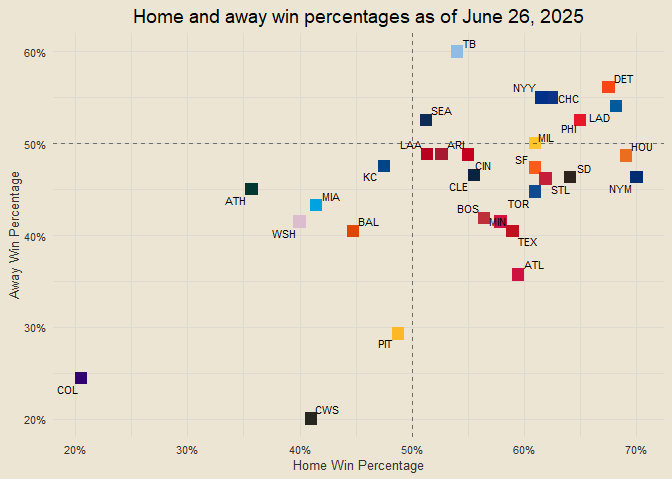 Home and away win percentages as of June 26, 2025
60%
50%
40%
30%
20%
Away Win Percentage
TB
DET
NYY
CHC
LAD
SEA
PHI
MIL
LAA
ARI
HOU
SF
CIN
KC
SD
CLE
STL
NYM
ATH
MIA
TOR
BOS
WSH
BAL
MIN
TEX
ATL
PIT
COL
CWS
20%
30%
40%
50%
60%
70%
Home Win Percentage